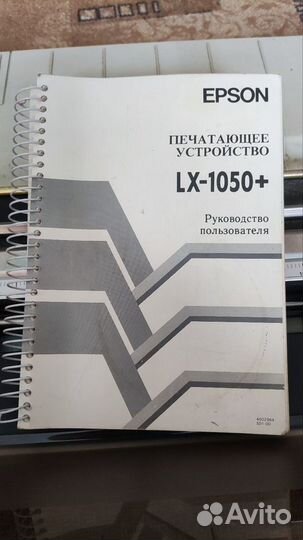 EPSON
ПЕЧАТАЮЩЕЕ
УСТРОЙСТВО
LX-1050+
Руководство
пользователя
Avito